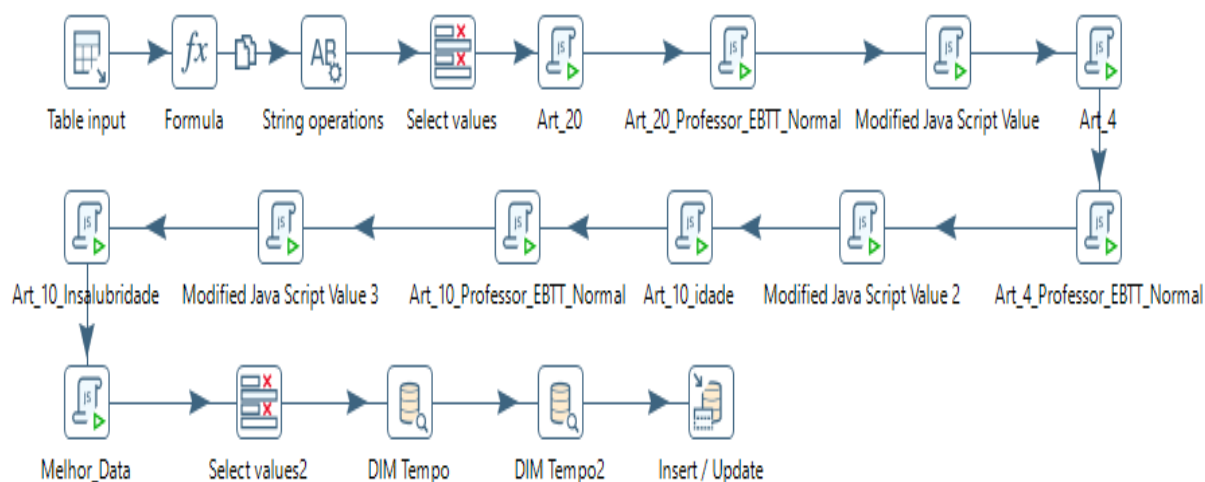 Table input
Formula
String operations
Select values
Art_20
Art_20_Professor_EBTT_Normal
Modified Java Script Value
Art_4
Art_10_Insalubridade
Modified Java Script Value 3
Art_10_Professor_EBTT_Normal
Art_10_idade
Modified Java Script Value 2
Art_4_Professor_EBTT_Normal
Melhor_Data
Select values2
DIM Tempo
DIM Tempo2
Insert / Update